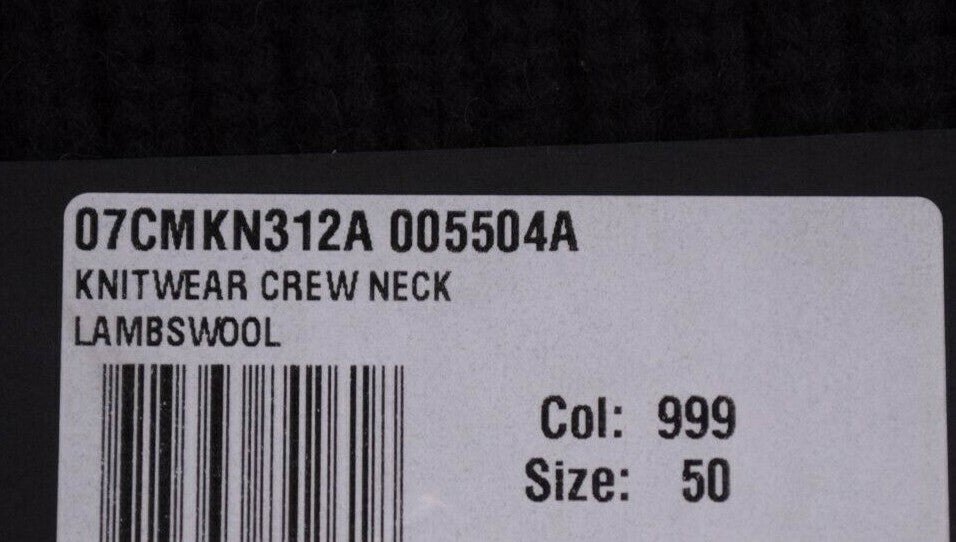 07CMKN312A 005504A
KNITWEAR CREW NECK
LAMBSWOOL
Col: 999
Size: 50